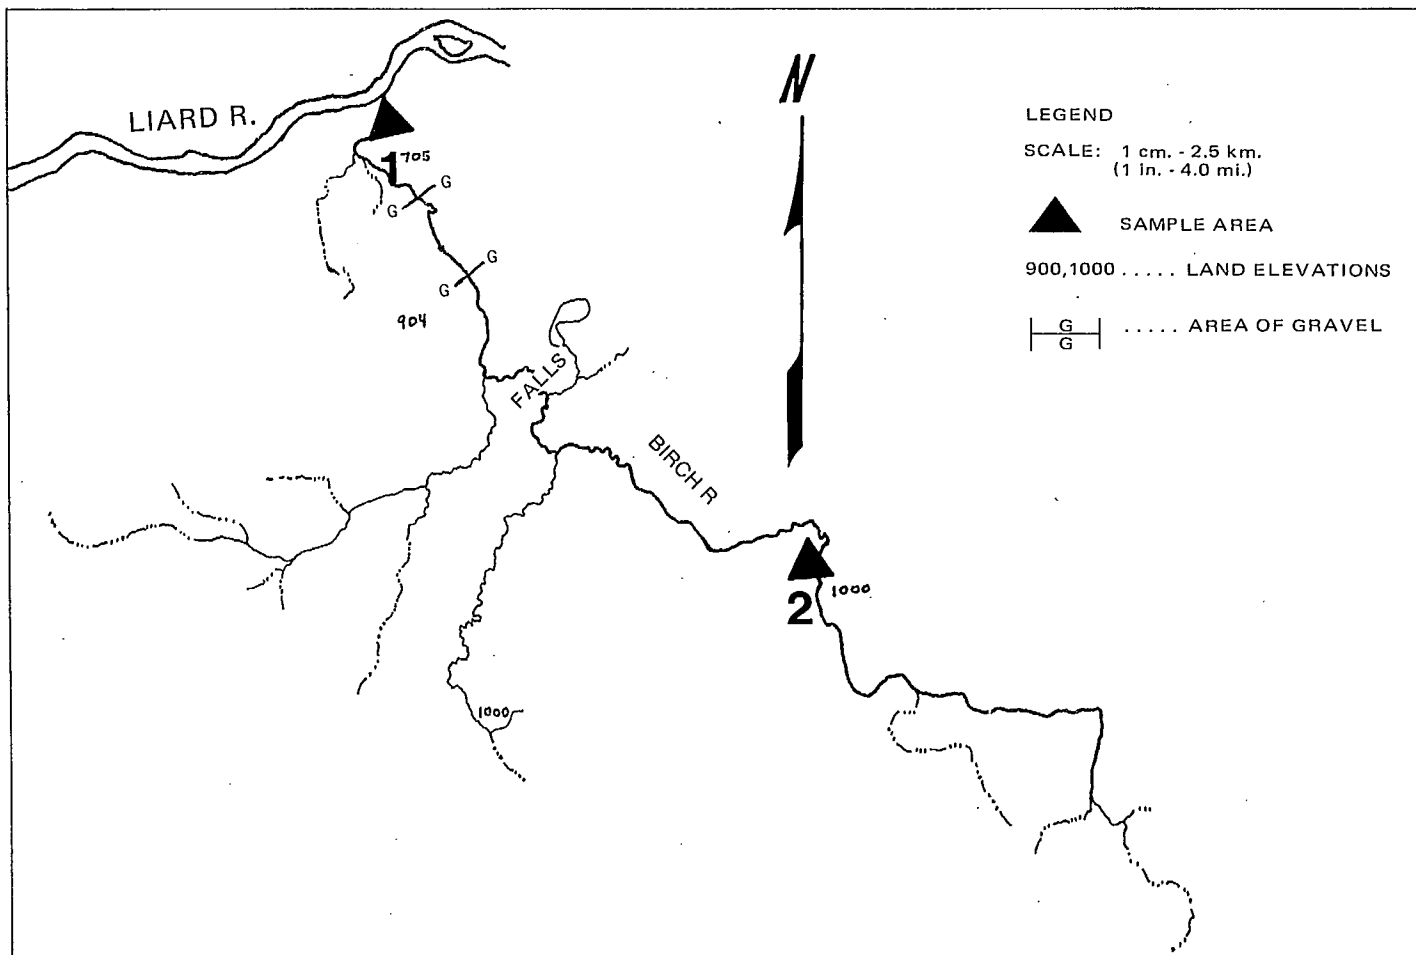 N
LIARD R.
LEGEND
SCALE: 1 cm. - 2.5 km.
(1 in. - 4.0 mi.)
1
705
G
G
SAMPLE AREA
G
G
900,1000 ..... LAND ELEVATIONS
904
G
G
..... AREA OF GRAVEL
FALLS
BIRCH R
2
1000
1000